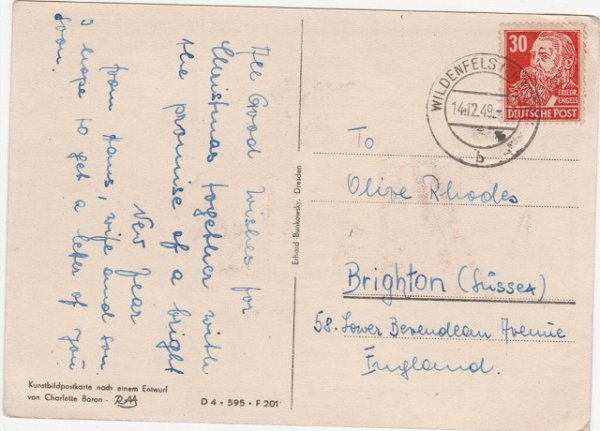 All Good Wishes for
Christmas together with
the promise of a bright
New Year
from Hans, wife and son.
I hope to get a letter of you
soon.
Kunstbildpostkarte nach einem Entwurf
von Charlotte Baron -
D 4 · 595 · F 201
Erhard Bunkowsky, Dresden
30
FRIEDR.
ENGELS
DEUTSCHE POST
WILDENFELS
14.12.49.
b
To
Olive Rhodes
Brighton (Sussex)
58. Lower Bevendean Avenue
England.